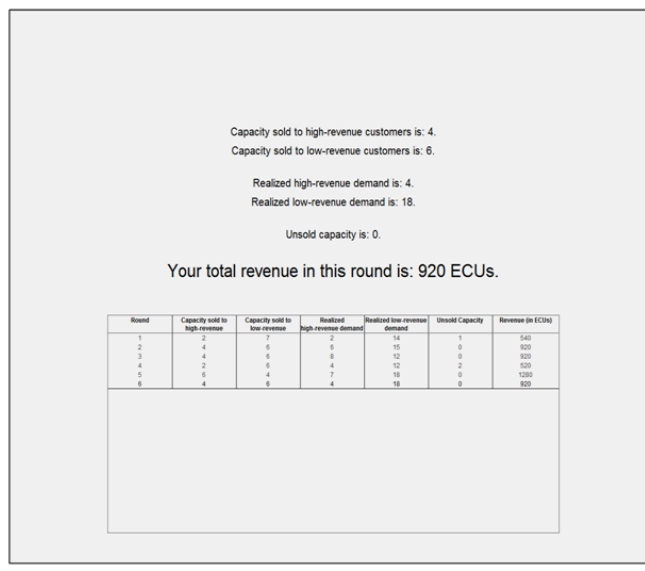 Capacity sold to high-revenue customers is: 4.
Capacity sold to low-revenue customers is: 6.
Realized high-revenue demand is: 4.
Realized low-revenue demand is: 18.
Unsold capacity is: 0.
Your total revenue in this round is: 920 ECUs.
Round Capacity sold to high-revenue Capacity sold to low-revenue Realized high-revenue demand Realized low-revenue demand Unsold Capacity Revenue (in ECUs)
1 2 7 2 14 1 540
2 4 6 6 15 0 920
3 4 6 8 12 0 920
4 2 6 4 12 2 520
5 6 4 7 18 0 1280
6 4 6 4 18 0 920